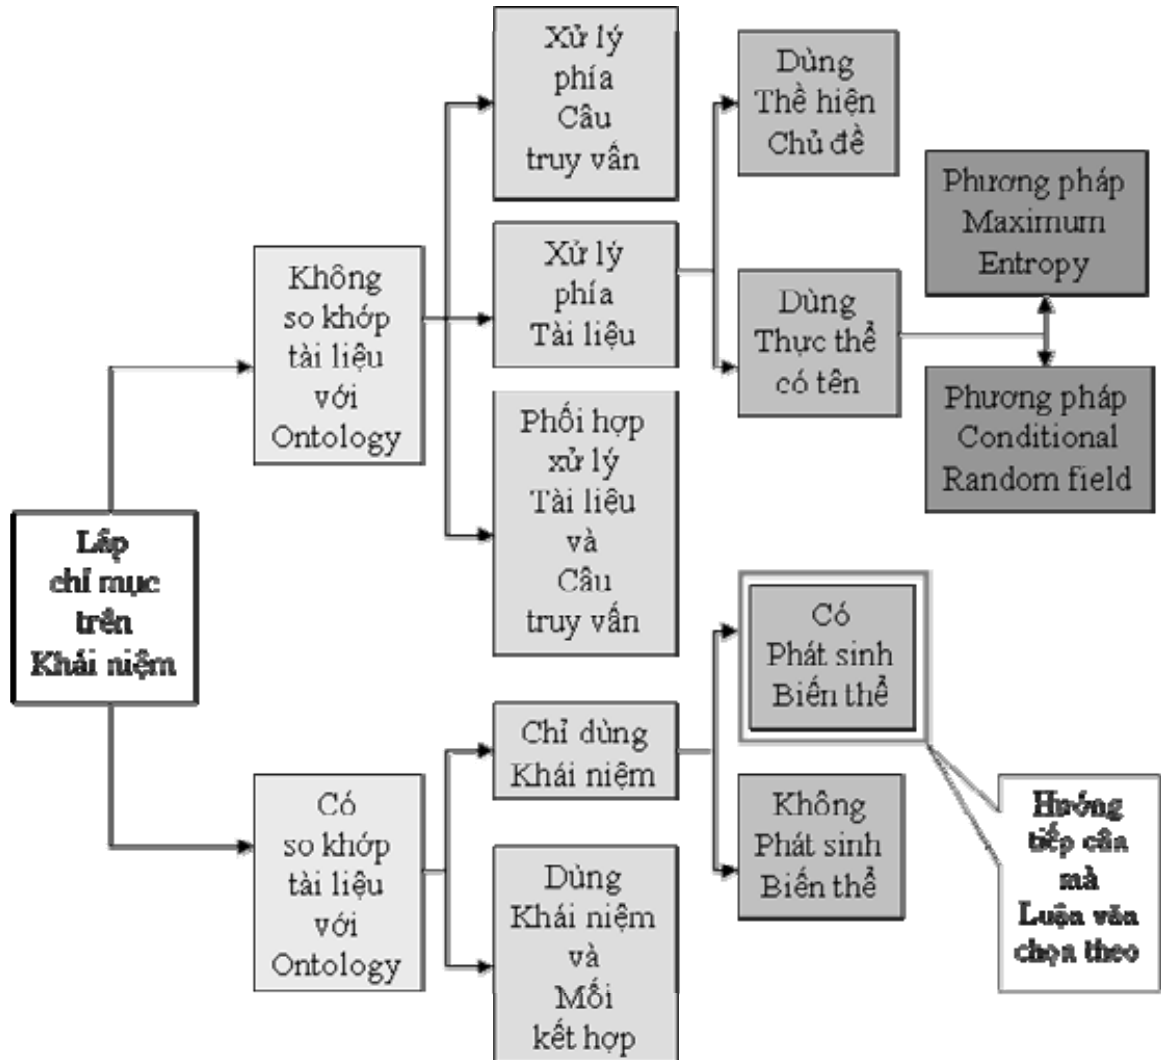 Lập
chỉ mục
trên
Khái niệm
Không
so khớp
tài liệu
với
Ontology
Có
so khớp
tài liệu
với
Ontology
Xử lý
phía
Câu
truy vấn
Xử lý
phía
Tài liệu
Phối hợp
xử lý
Tài liệu
và
Câu
truy vấn
Chỉ dùng
Khái niệm
Dùng
Khái niệm
và
Mối
kết hợp
Dùng
Thề hiện
Chủ đề
Dùng
Thực thể
có tên
Có
Phát sinh
Biến thể
Không
Phát sinh
Biến thể
Phương pháp
Maximum
Entropy
Phương pháp
Conditional
Random field
Hướng
tiếp cận
mà
Luận văn
chọn theo